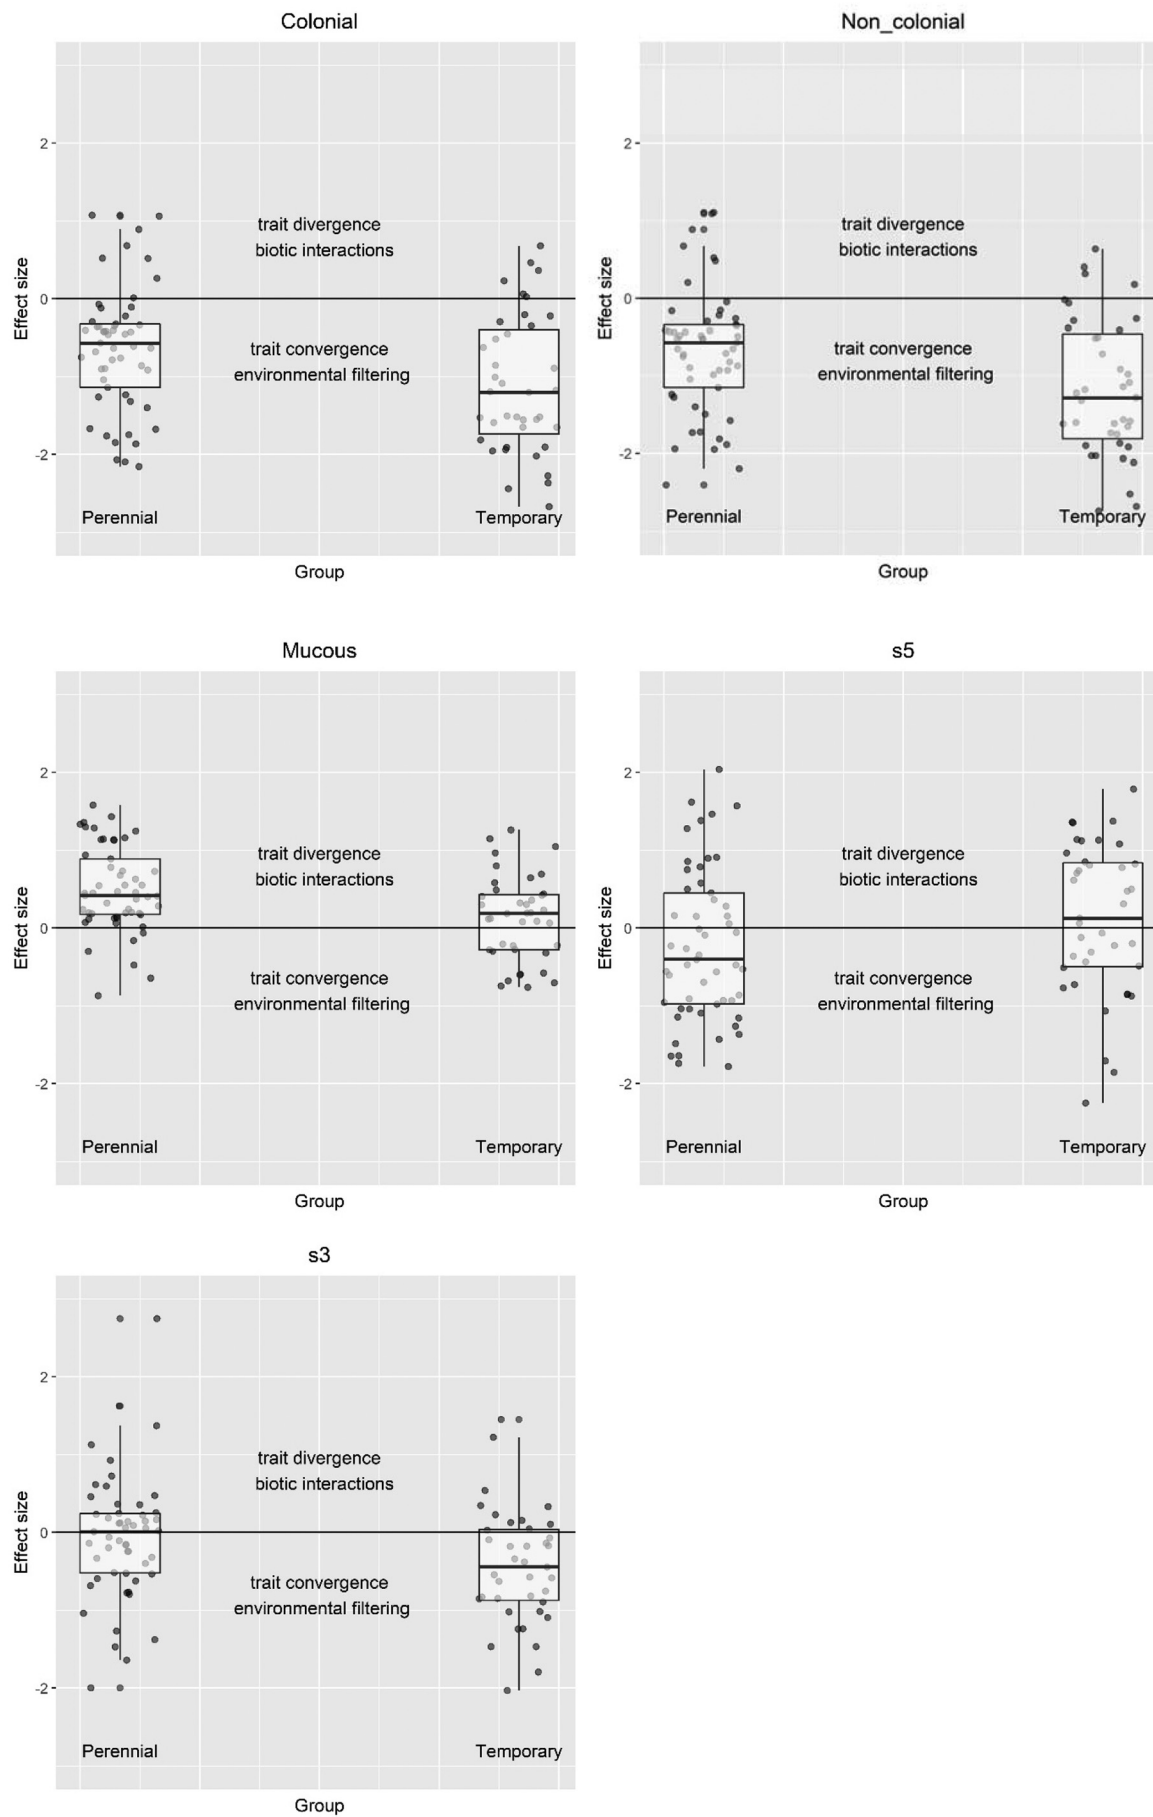 Colonial
Effect size
2
0
-2
trait divergence
biotic interactions
trait convergence
environmental filtering
Perennial
Temporary
Group
Non_colonial
Effect size
2
0
-2
trait divergence
biotic interactions
trait convergence
environmental filtering
Perennial
Temporary
Group
Mucous
Effect size
2
0
-2
trait divergence
biotic interactions
trait convergence
environmental filtering
Perennial
Temporary
Group
s5
Effect size
2
0
-2
trait divergence
biotic interactions
trait convergence
environmental filtering
Perennial
Temporary
Group
s3
Effect size
2
0
-2
trait divergence
biotic interactions
trait convergence
environmental filtering
Perennial
Temporary
Group